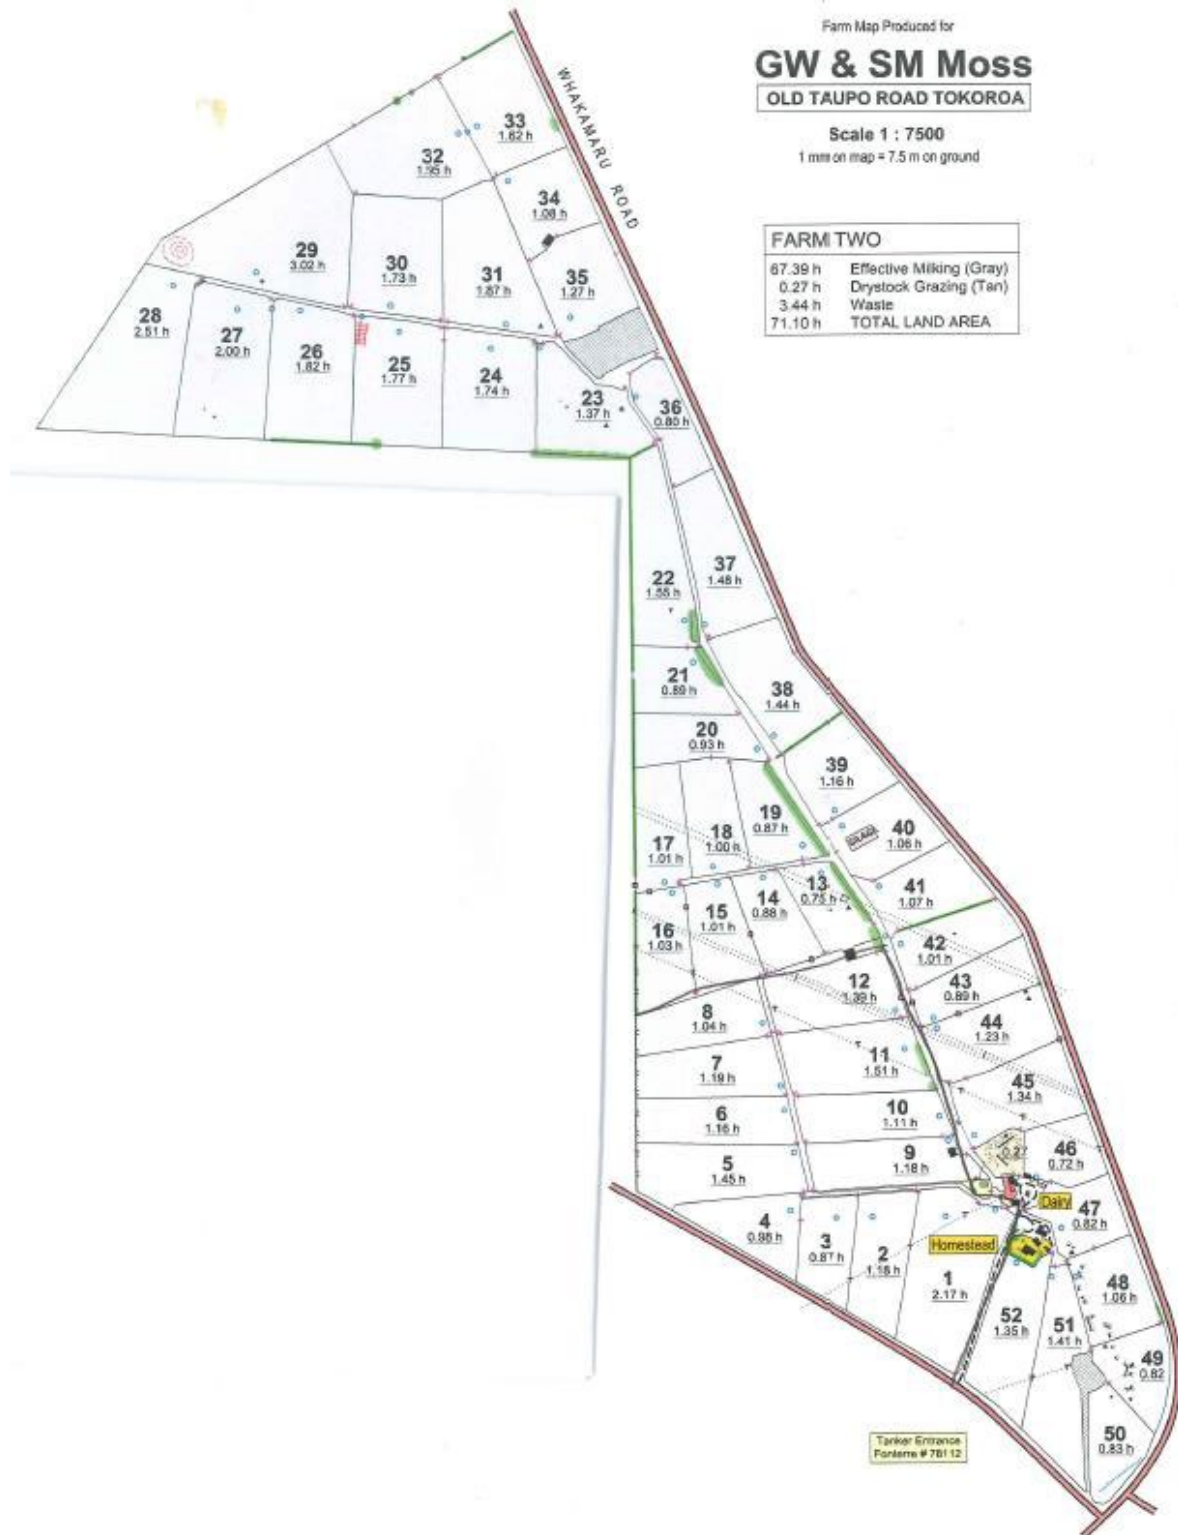 Farm Map Produced for
GW & SM Moss
OLD TAUPO ROAD TOKOROA
Scale 1 : 7500
1 mm on map = 7.5 m on ground
FARM TWO
67.39 h Effective Milking (Gray)
0.27 h Drystock Grazing (Tan)
3.44 h Waste
71.10 h TOTAL LAND AREA
WHAKAMARU ROAD
33
1.62 h
32
1.95 h
34
1.08 h
29
3.02 h
30
1.73 h
31
1.87 h
35
1.27 h
28
2.51 h
27
2.00 h
26
1.82 h
25
1.77 h
24
1.74 h
23
1.37 h
36
0.80 h
37
1.48 h
22
1.55 h
21
0.89 h
38
1.44 h
20
0.93 h
39
1.16 h
19
0.87 h
40
1.06 h
18
1.00 h
17
1.01 h
13
0.75 h
41
1.07 h
14
0.88 h
15
1.01 h
16
1.03 h
42
1.01 h
12
1.39 h
43
0.89 h
8
1.04 h
44
1.23 h
11
1.51 h
7
1.19 h
45
1.34 h
10
1.11 h
6
1.16 h
9
1.18 h
0.27
46
0.72 h
5
1.45 h
Dairy
47
0.82 h
4
0.98 h
3
0.87 h
2
1.18 h
Homestead
1
2.17 h
48
1.06 h
52
1.35 h
51
1.41 h
49
0.82
50
0.83 h
Tanker Entrance
Fonterra # 78112